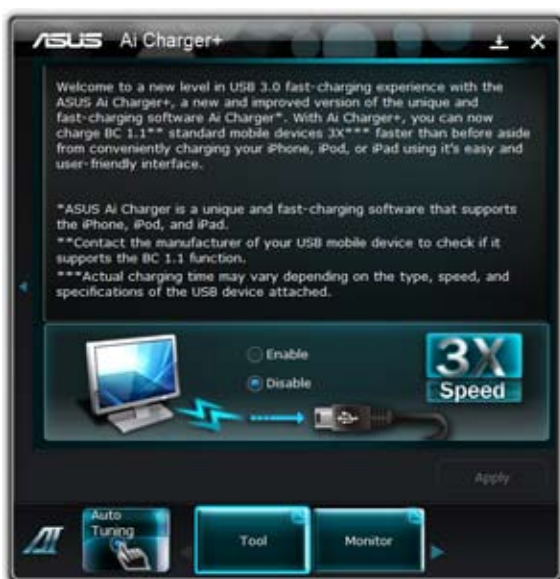 ASUS Ai Charger+
Welcome to a new level in USB 3.0 fast-charging experience with the
ASUS Ai Charger+, a new and improved version of the unique and
fast-charging software Ai Charger*. With Ai Charger+, you can now
charge BC 1.1** standard mobile devices 3X*** faster than before aside
from conveniently charging your iPhone, iPod, or iPad using it's easy and
user-friendly interface.
*ASUS Ai Charger is a unique and fast-charging software that supports
the iPhone, iPod, and iPad.
**Contact the manufacturer of your USB mobile device to check if it
supports the BC 1.1 function.
***Actual charging time may vary depending on the type, speed, and
specifications of the USB device attached.
Enable
Disable
3X
Speed
Apply
AI
Auto
Tuning
Tool
Monitor